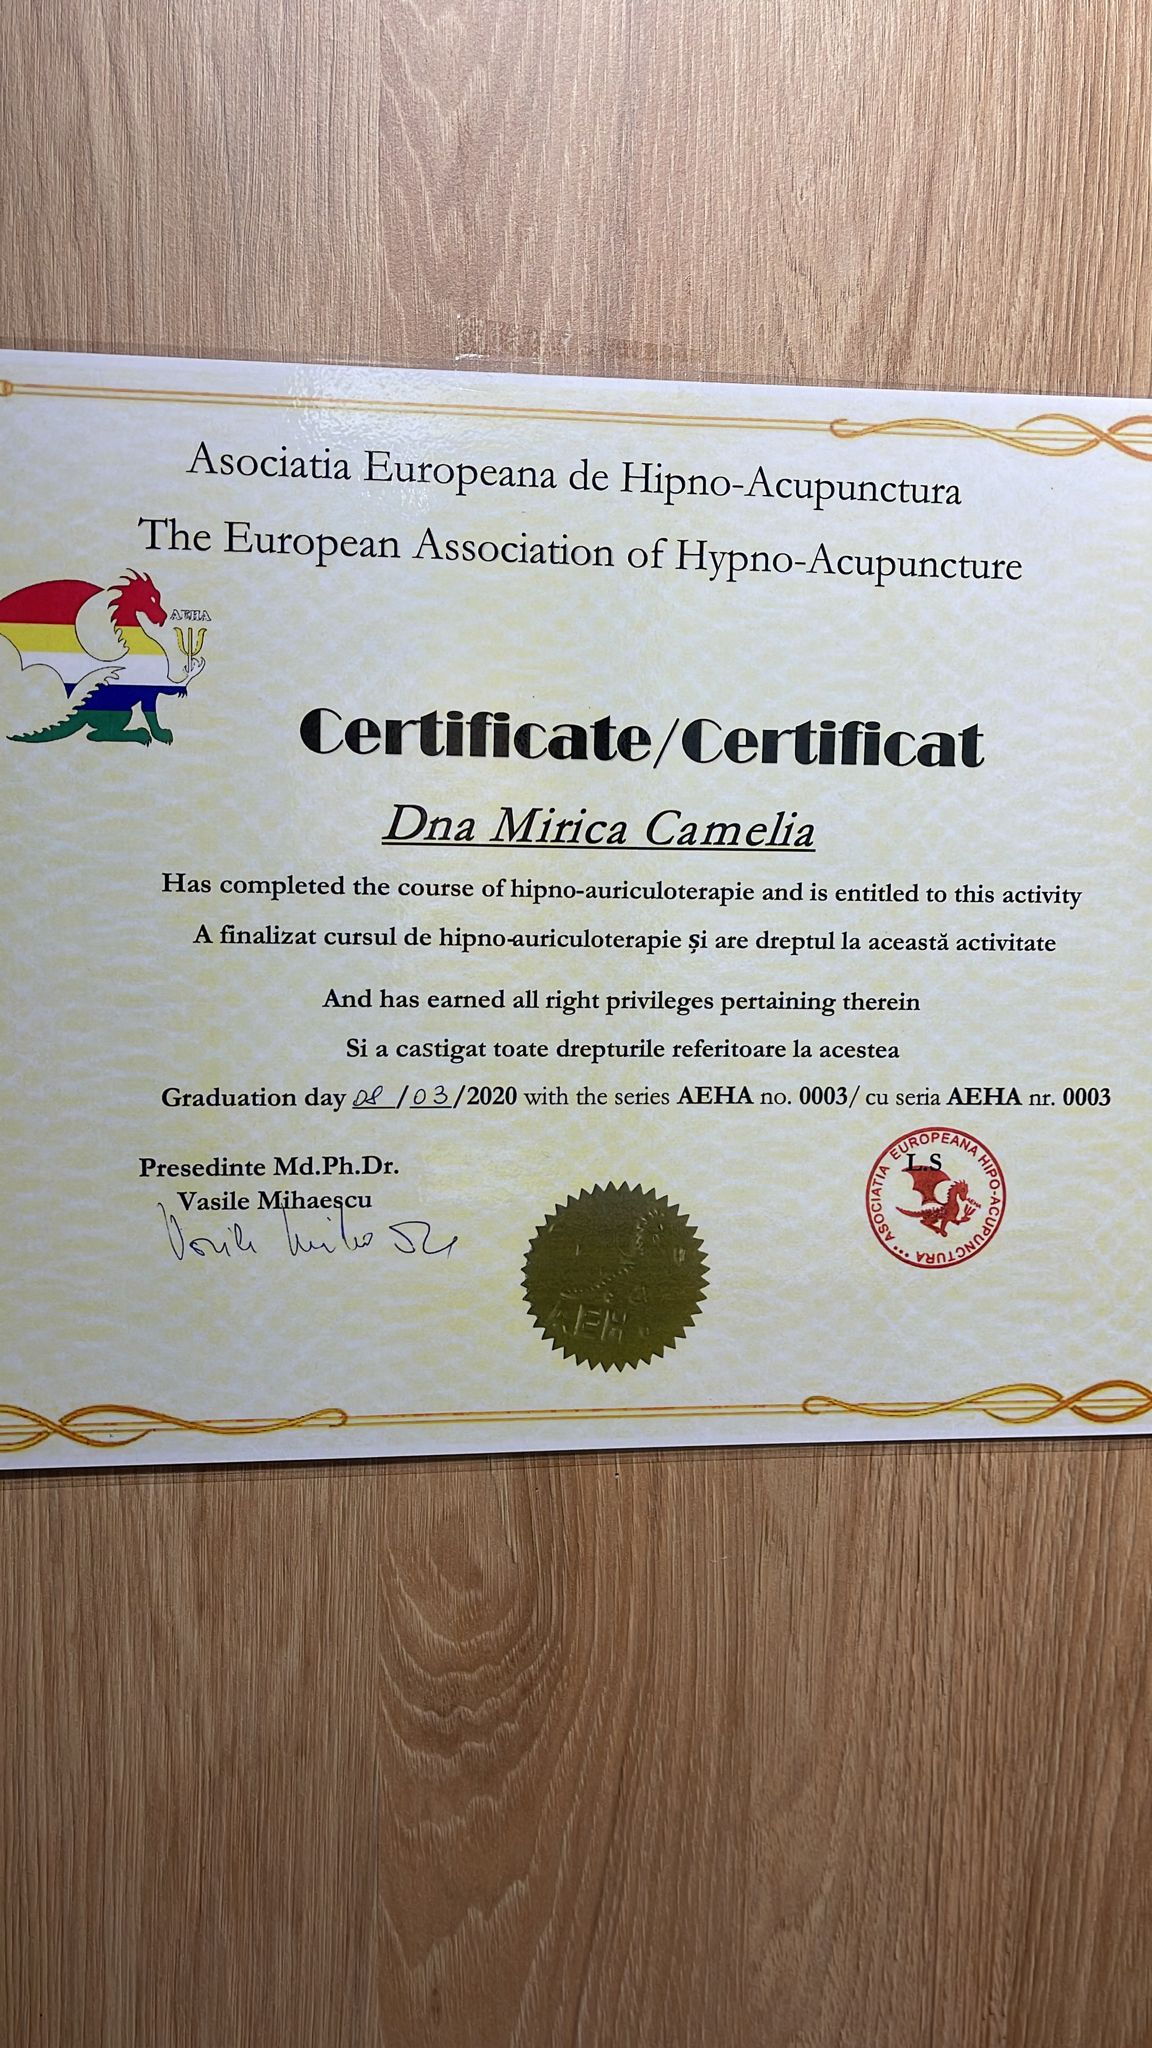 Asociatia Europeana de Hipno-Acupunctura
The European Association of Hypno-Acupuncture
AEHA
Certificate/Certificat
Dna Mirica Camelia
Has completed the course of hipno-auriculoterapie and is entitled to this activity
A finalizat cursul de hipno-auriculoterapie și are dreptul la această activitate
And has earned all right privileges pertaining therein
Si a castigat toate drepturile referitoare la acestea
Graduation day 08/03/2020 with the series AEHA no. 0003/ cu seria AEHA nr. 0003
Presedinte Md.Ph.Dr.
Vasile Mihaescu
L.S
ASOCIATIA EUROPEANA HIPO-ACUPUNCTURA
AEHA
AEH